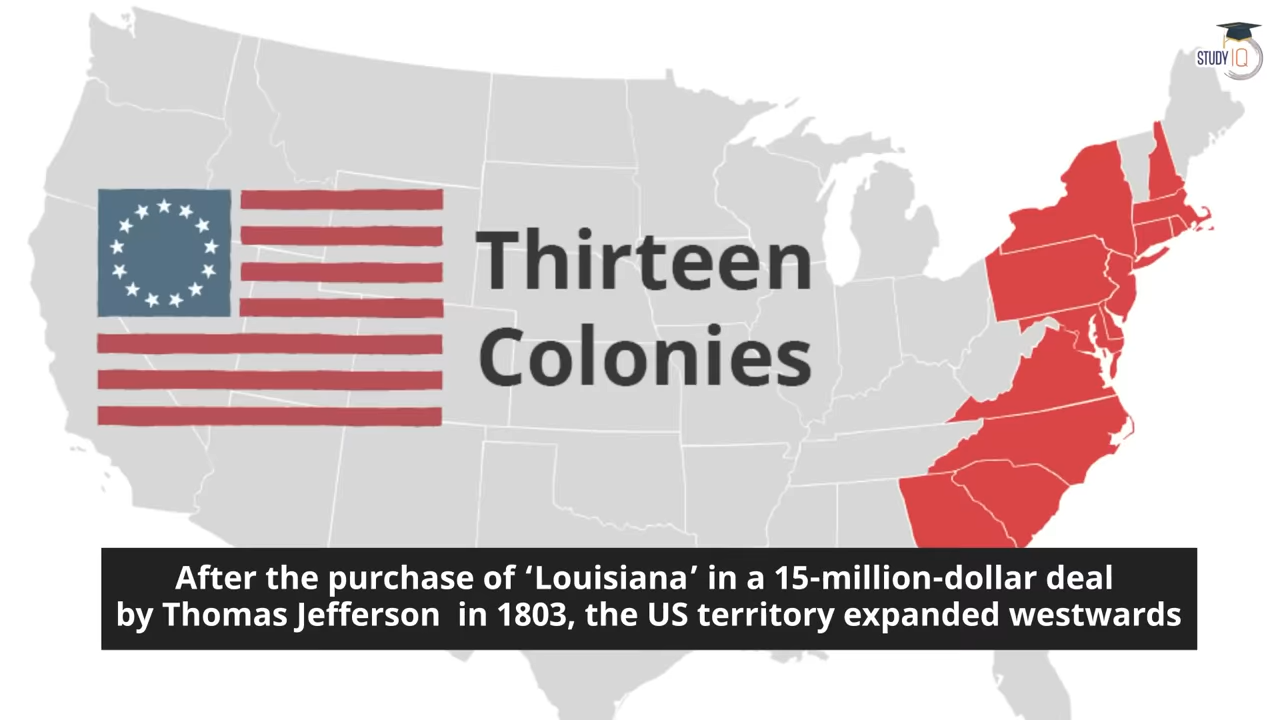 STUDY IQ
Thirteen
Colonies
After the purchase of ‘Louisiana’ in a 15-million-dollar deal
by Thomas Jefferson  in 1803, the US territory expanded westwards